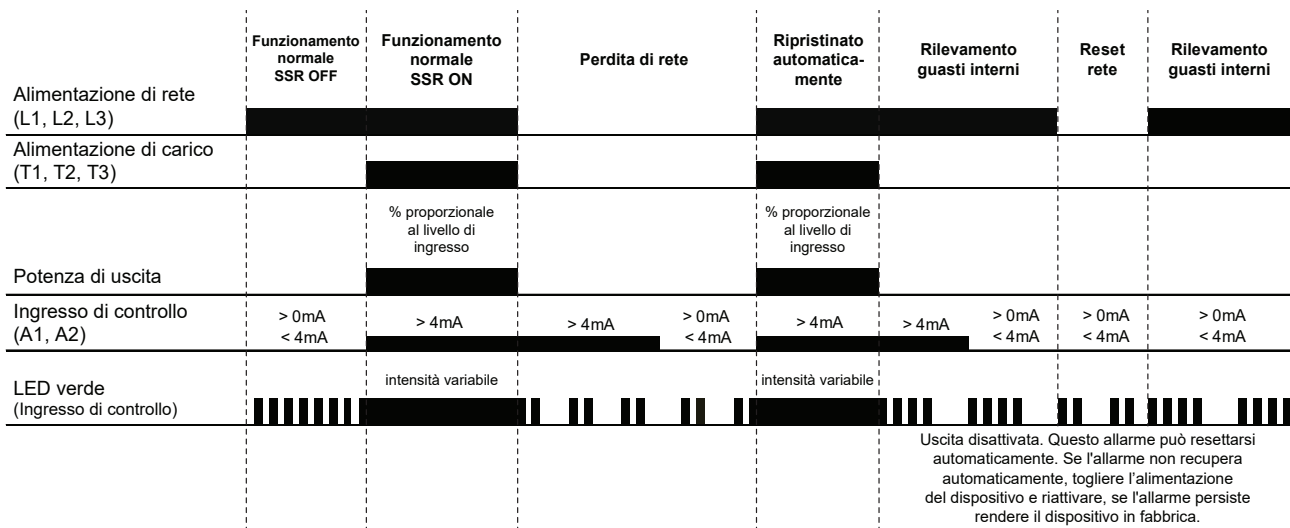 Funzionamento
normale
SSR OFF
Funzionamento
normale
SSR ON
Perdita di rete
Ripristinato
automatica-
mente
Rilevamento
guasti interni
Reset
rete
Rilevamento
guasti interni
Alimentazione di rete
(L1, L2, L3)
Alimentazione di carico
(T1, T2, T3)
% proporzionale
al livello di
ingresso
% proporzionale
al livello di
ingresso
Potenza di uscita
Ingresso di controllo
(A1, A2)
> 0mA
< 4mA
> 4mA
> 4mA
> 0mA
< 4mA
> 4mA
> 4mA
> 0mA
< 4mA
> 0mA
< 4mA
> 0mA
< 4mA
LED verde
(Ingresso di controllo)
intensità variabile
intensità variabile
Uscita disattivata. Questo allarme può resettarsi
automaticamente. Se l'allarme non recupera
automaticamente, togliere l'alimentazione
del dispositivo e riattivare, se l'allarme persiste
rendere il dispositivo in fabbrica.